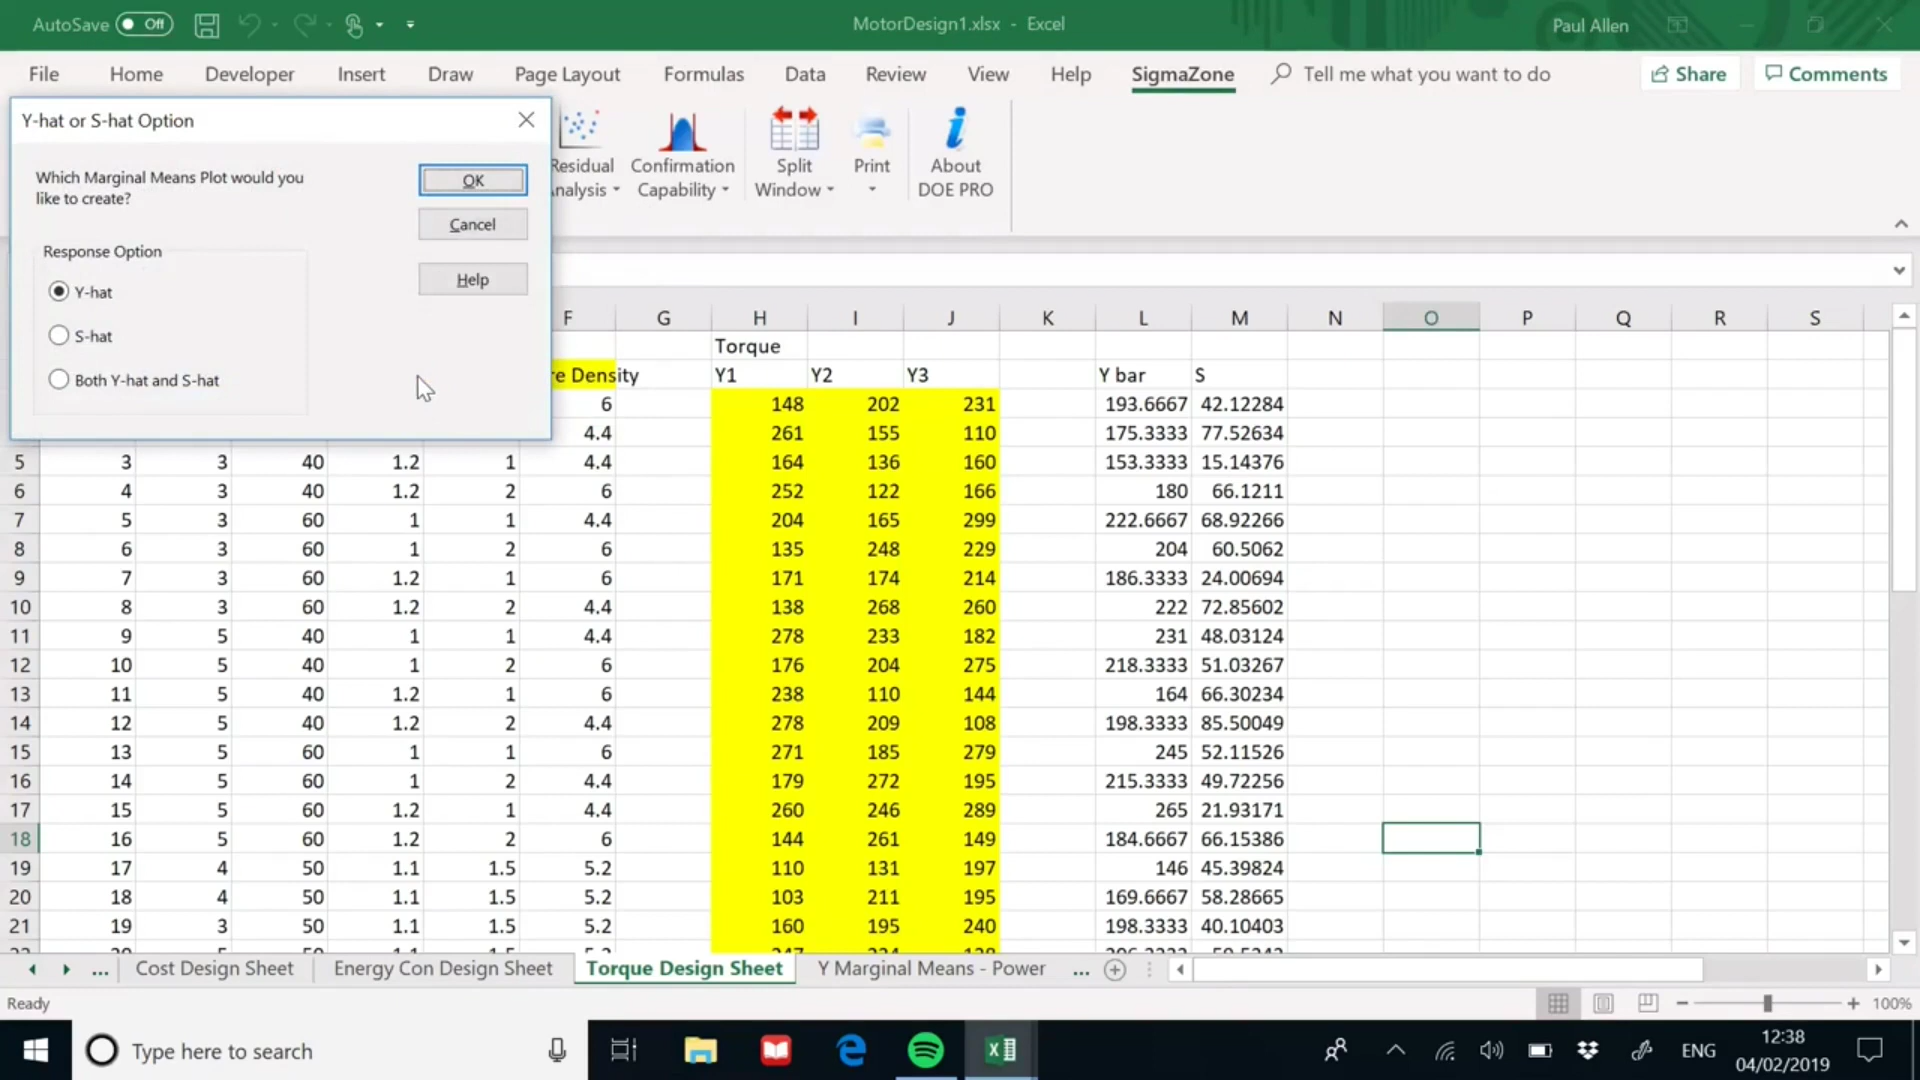 AutoSave Off MotorDesign1.xlsx - Excel Paul Allen
File Home Developer Insert Draw Page Layout Formulas Data Review View Help SigmaZone Tell me what you want to do Share Comments
Y-hat or S-hat Option
Which Marginal Means Plot would you
like to create?
OK
Cancel
Help
Response Option
Y-hat
S-hat
Both Y-hat and S-hat
Residual Confirmation Split Print About
nalysis Capability Window DOE PRO
F G H I J K L M N O P Q R S
Torque
re Density Y1 Y2 Y3 Y bar S
6 148 202 231 193.6667 42.12284
4.4 261 155 110 175.3333 77.52634
5 3 3 40 1.2 1 4.4 164 136 160 153.3333 15.14376
6 4 3 40 1.2 2 6 252 122 166 180 66.1211
7 5 3 60 1 1 4.4 204 165 299 222.6667 68.92266
8 6 3 60 1 2 6 135 248 229 204 60.5062
9 7 3 60 1.2 1 6 171 174 214 186.3333 24.00694
10 8 3 60 1.2 2 4.4 138 268 260 222 72.85602
11 9 5 40 1 1 4.4 278 233 182 231 48.03124
12 10 5 40 1 2 6 176 204 275 218.3333 51.03267
13 11 5 40 1.2 1 6 238 110 144 164 66.30234
14 12 5 40 1.2 2 4.4 278 209 108 198.3333 85.50049
15 13 5 60 1 1 6 271 185 279 245 52.11526
16 14 5 60 1 2 4.4 179 272 195 215.3333 49.72256
17 15 5 60 1.2 1 4.4 260 246 289 265 21.93171
18 16 5 60 1.2 2 6 144 261 149 184.6667 66.15386
19 17 4 50 1.1 1.5 5.2 110 131 197 146 45.39824
20 18 4 50 1.1 1.5 5.2 103 211 195 169.6667 58.28665
21 19 3 50 1.1 1.5 5.2 160 195 240 198.3333 40.10403
... Cost Design Sheet Energy Con Design Sheet Torque Design Sheet Y Marginal Means - Power ...
Ready 100%
Type here to search ENG 12:38
04/02/2019